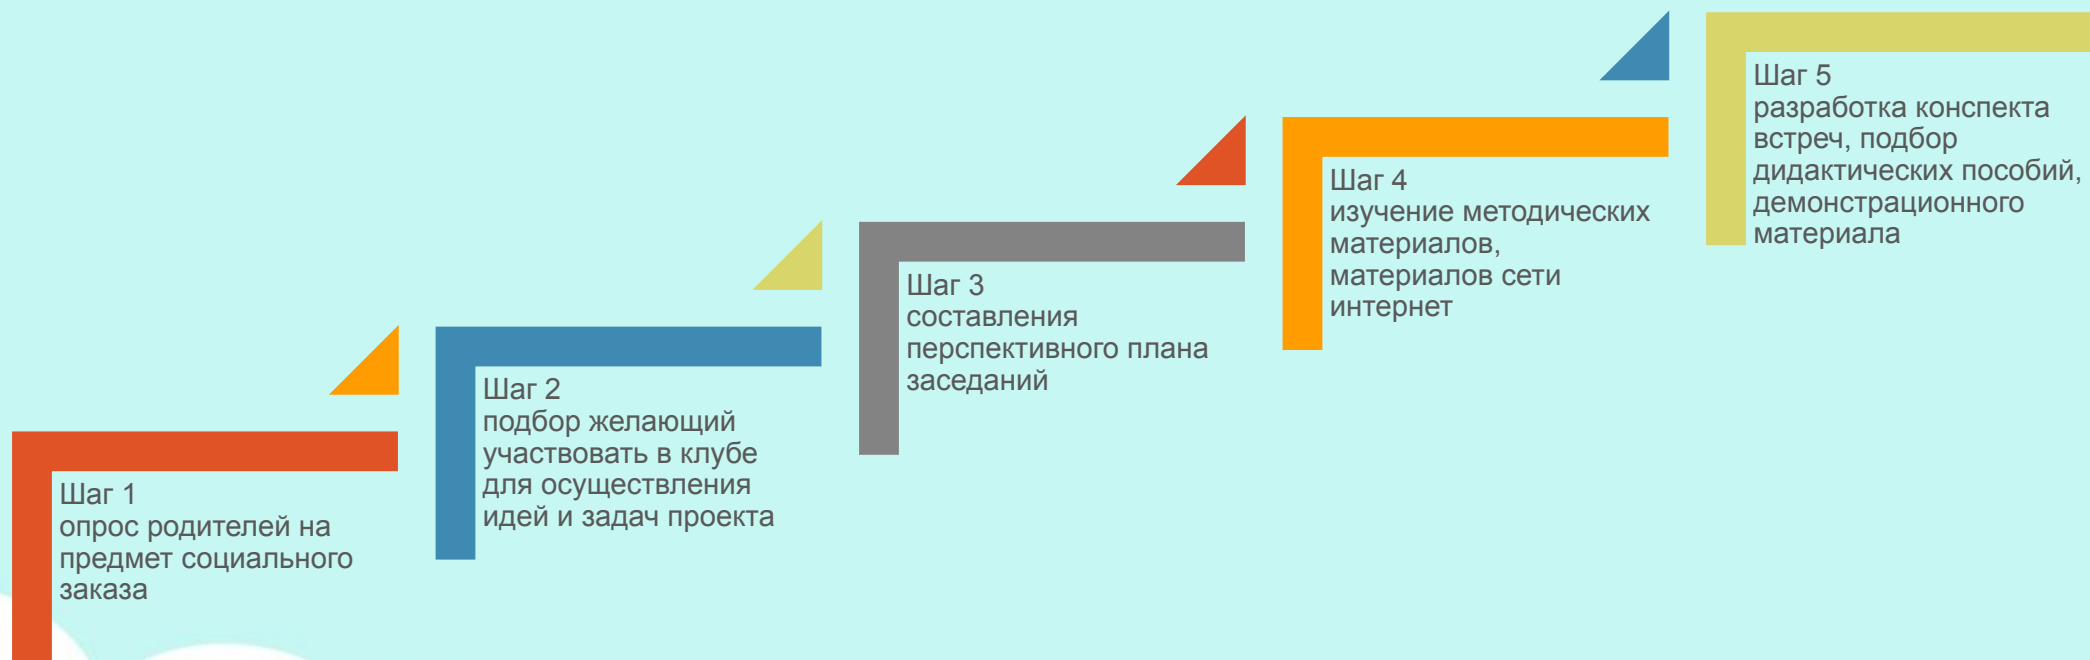 Шаг 1
опрос родителей на
предмет социального
заказа
Шаг 2
подбор желающий
участвовать в клубе
для осуществления
идей и задач проекта
Шаг 3
составления
перспективного плана
заседаний
Шаг 4
изучение методических
материалов,
материалов сети
интернет
Шаг 5
разработка конспекта
встреч, подбор
дидактических пособий,
демонстрационного
материала